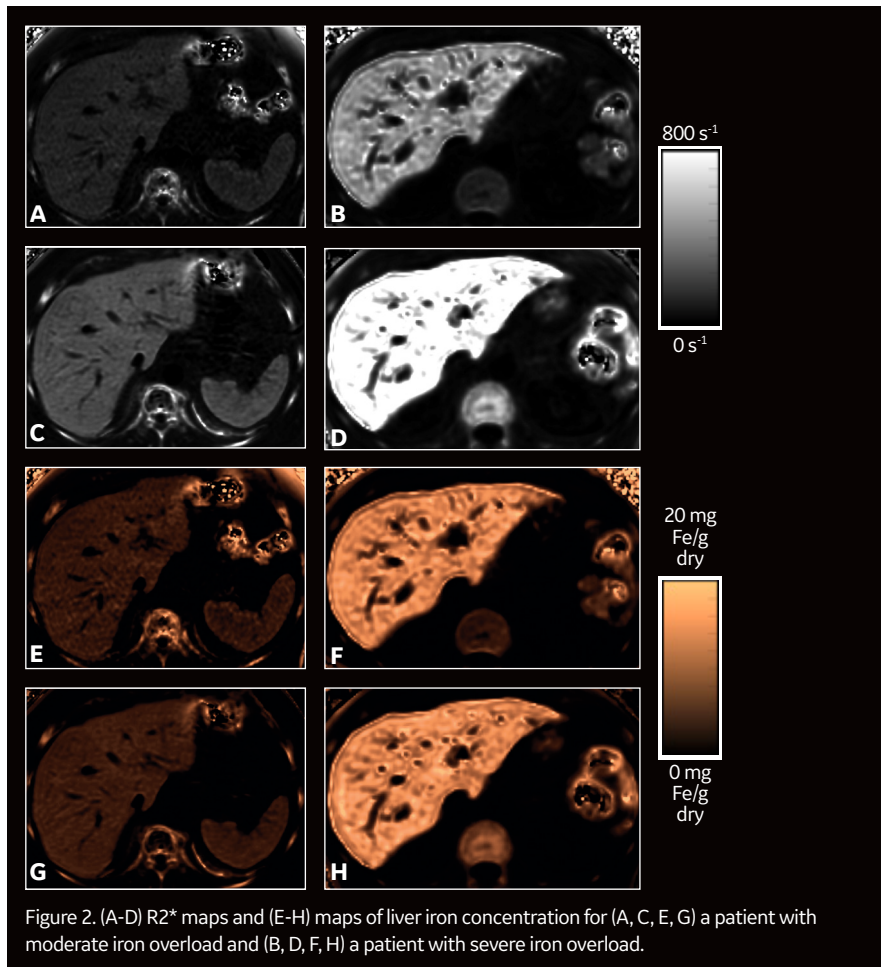 A
B
800 s⁻¹
0 s⁻¹
C
D
E
F
20 mg
Fe/g
dry
0 mg
Fe/g
dry
G
H
Figure 2. (A-D) R2* maps and (E-H) maps of liver iron concentration for (A, C, E, G) a patient with
moderate iron overload and (B, D, F, H) a patient with severe iron overload.